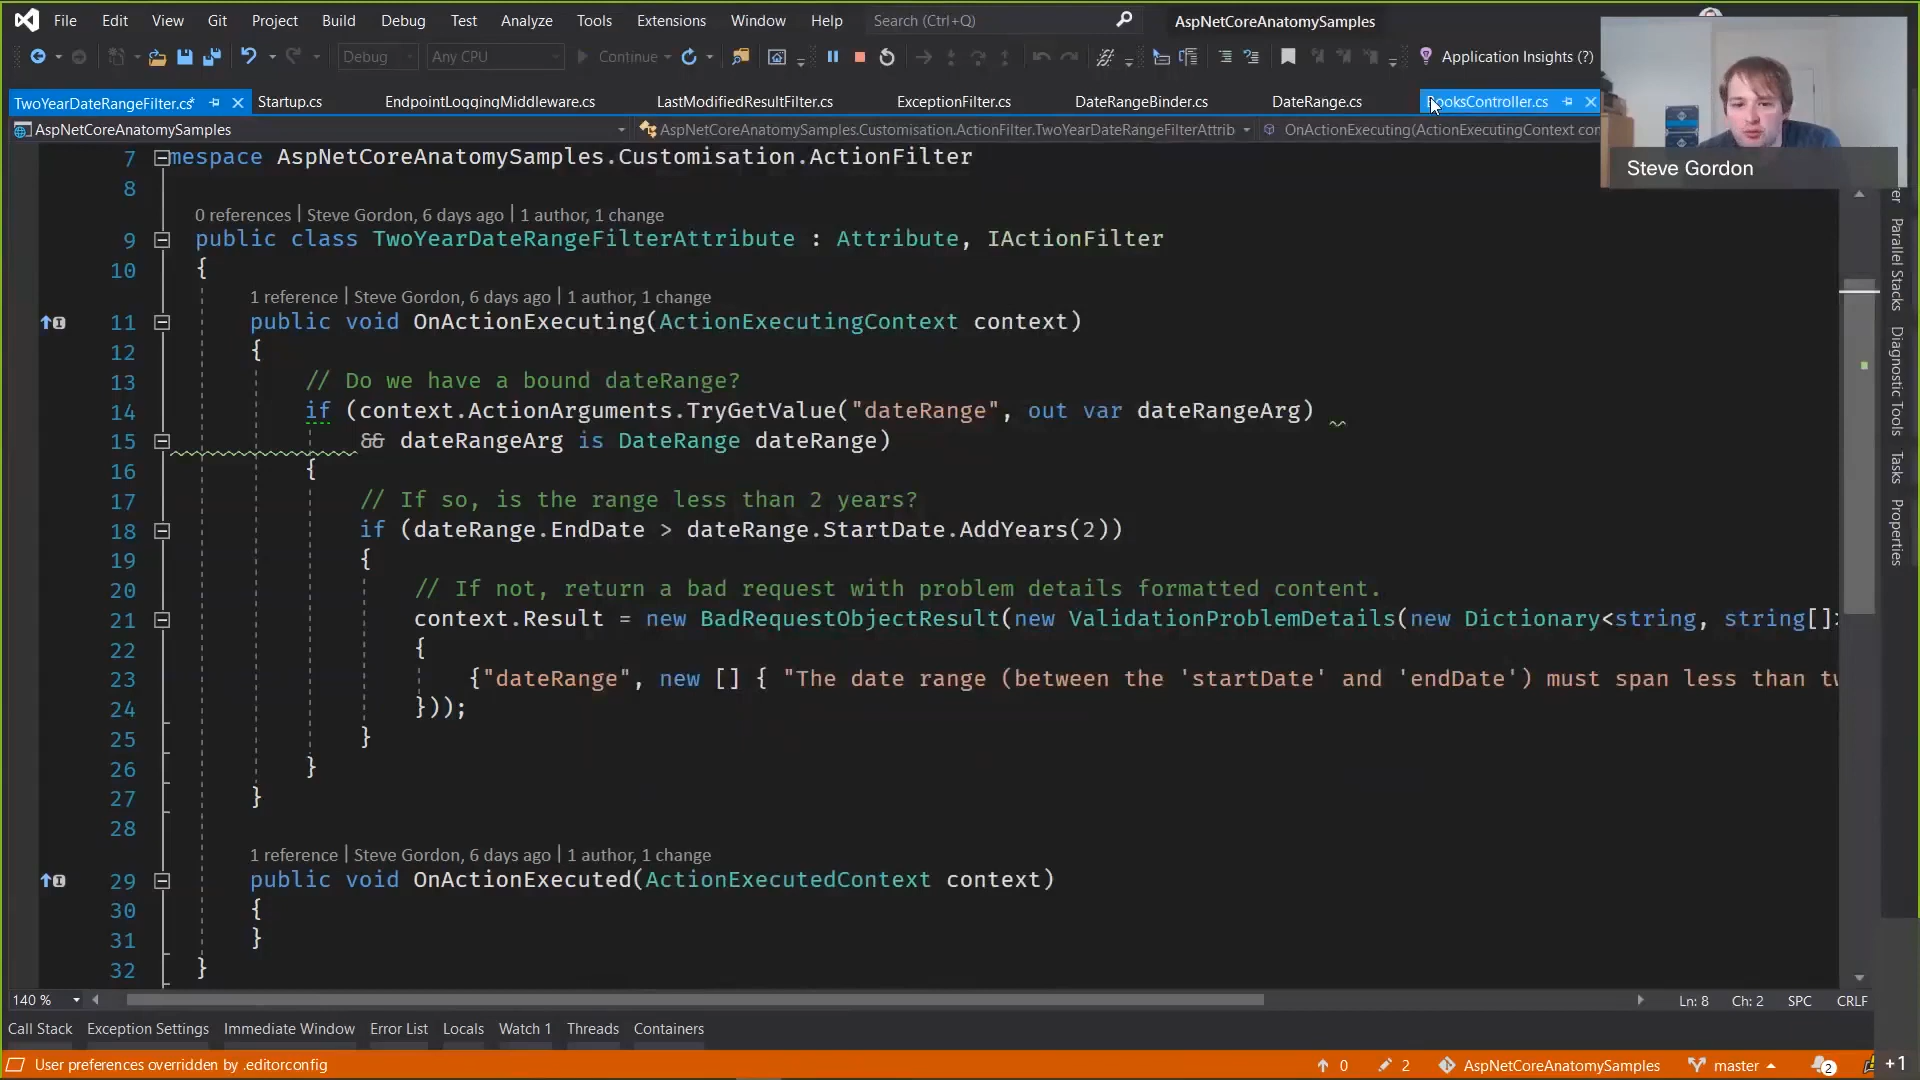 File Edit View Git Project Build Debug Test Analyze Tools Extensions Window Help Search (Ctrl+Q) AspNetCoreAnatomySamples
Debug Any CPU Continue Application Insights (?)
TwoYearDateRangeFilter.cs* Startup.cs EndpointLoggingMiddleware.cs LastModifiedResultFilter.cs ExceptionFilter.cs DateRangeBinder.cs DateRange.cs BooksController.cs
AspNetCoreAnatomySamples AspNetCoreAnatomySamples.Customisation.ActionFilter.TwoYearDateRangeFilterAttrib OnActionExecuting(ActionExecutingContext con
Steve Gordon
7 mespace AspNetCoreAnatomySamples.Customisation.ActionFilter
8
0 references | Steve Gordon, 6 days ago | 1 author, 1 change
9 public class TwoYearDateRangeFilterAttribute : Attribute, IActionFilter
10 {
1 reference | Steve Gordon, 6 days ago | 1 author, 1 change
11 public void OnActionExecuting(ActionExecutingContext context)
12 {
13 // Do we have a bound dateRange?
14 if (context.ActionArguments.TryGetValue("dateRange", out var dateRangeArg)
15 && dateRangeArg is DateRange dateRange)
16 {
17 // If so, is the range less than 2 years?
18 if (dateRange.EndDate > dateRange.StartDate.AddYears(2))
19 {
20 // If not, return a bad request with problem details formatted content.
21 context.Result = new BadRequestObjectResult(new ValidationProblemDetails(new Dictionary<string, string[]>
22 {
23 {"dateRange", new [] { "The date range (between the 'startDate' and 'endDate') must span less than tw
24 }));
25 }
26 }
27 }
28
1 reference | Steve Gordon, 6 days ago | 1 author, 1 change
29 public void OnActionExecuted(ActionExecutedContext context)
30 {
31 }
32 }
er
Parallel Stacks
Diagnostic Tools
Tasks
Properties
140 % Ln: 8 Ch: 2 SPC CRLF
Call Stack Exception Settings Immediate Window Error List Locals Watch 1 Threads Containers
User preferences overridden by .editorconfig 0 2 AspNetCoreAnatomySamples master 2 +1